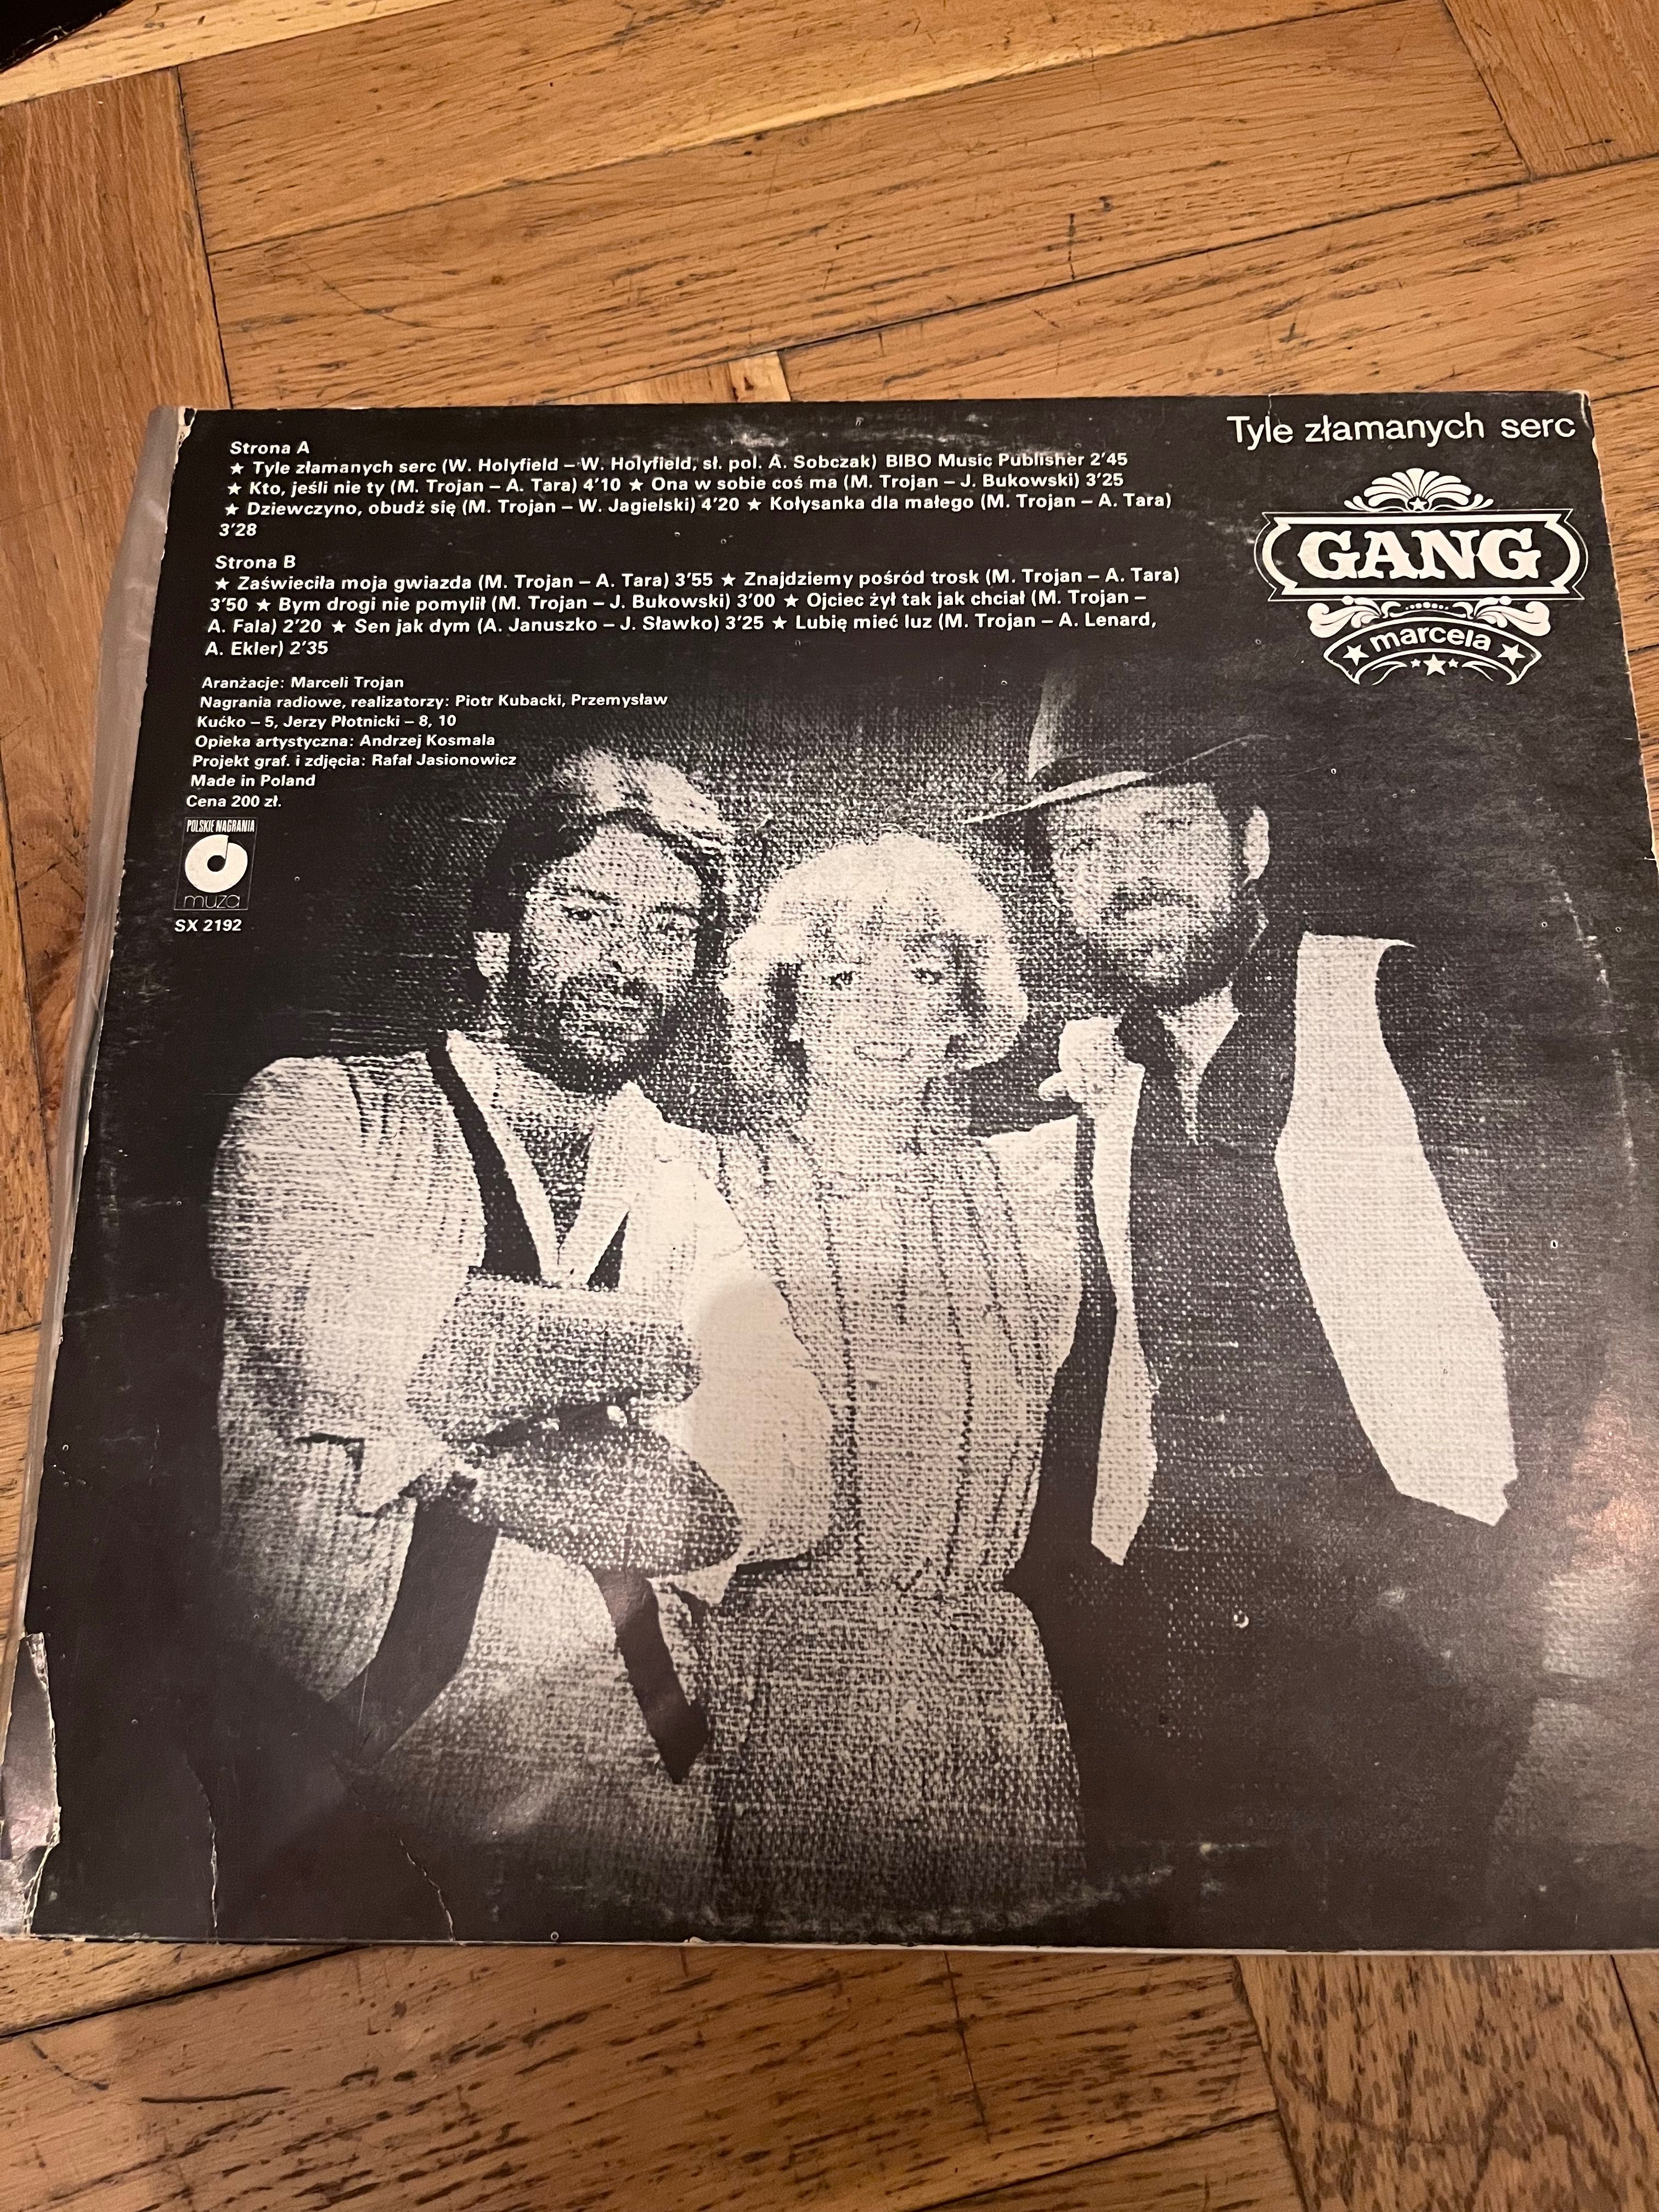 Tyle złamanych serc
GANG
marcela
Strona A
★ Tyle złamanych serc (W. Holyfield – W. Holyfield, sł. pol. A. Sobczak) BIBO Music Publisher 2'45
★ Kto, jeśli nie ty (M. Trojan – A. Tara) 4'10 ★ Ona w sobie coś ma (M. Trojan – J. Bukowski) 3'25
★ Dziewczyno, obudź się (M. Trojan – W. Jagielski) 4'20 ★ Kołysanka dla małego (M. Trojan – A. Tara)
3'28
Strona B
★ Zaświeciła moja gwiazda (M. Trojan – A. Tara) 3'55 ★ Znajdziemy pośród trosk (M. Trojan – A. Tara)
3'50 ★ Bym drogi nie pomylił (M. Trojan – J. Bukowski) 3'00 ★ Ojciec żył tak jak chciał (M. Trojan –
A. Fala) 2'20 ★ Sen jak dym (A. Januszko – J. Sławko) 3'25 ★ Lubię mieć luz (M. Trojan – A. Lenard,
A. Ekler) 2'35
Aranżacje: Marceli Trojan
Nagrania radiowe, realizatorzy: Piotr Kubacki, Przemysław
Kućko – 5, Jerzy Płotnicki – 8, 10
Opieka artystyczna: Andrzej Kosmala
Projekt graf. i zdjęcia: Rafał Jasionowicz
Made in Poland
Cena 200 zł.
POLSKIE NAGRANIA
muza
SX 2192